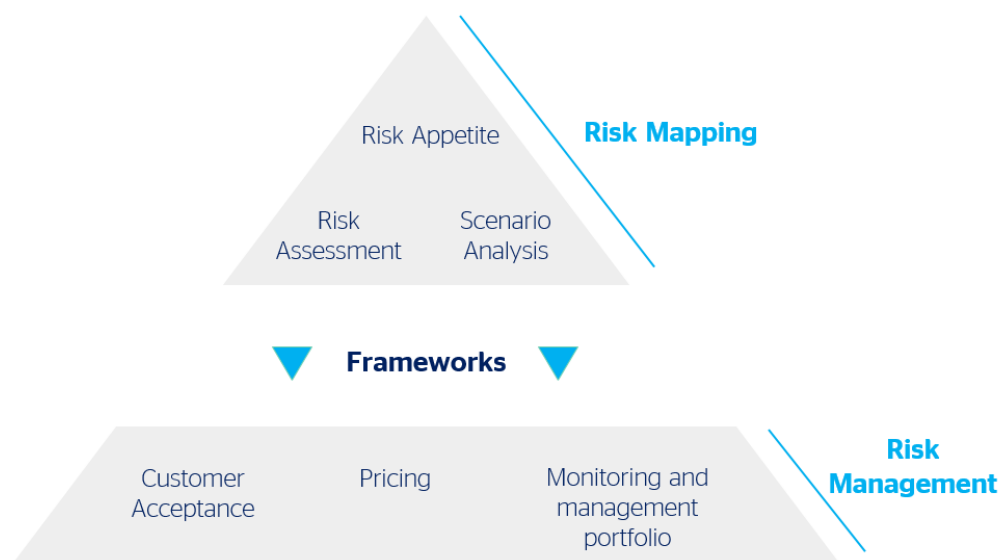 Risk Appetite
Risk Mapping
Risk
Assessment
Scenario
Analysis
Frameworks
Customer
Acceptance
Pricing
Monitoring and
management
portfolio
Risk
Management